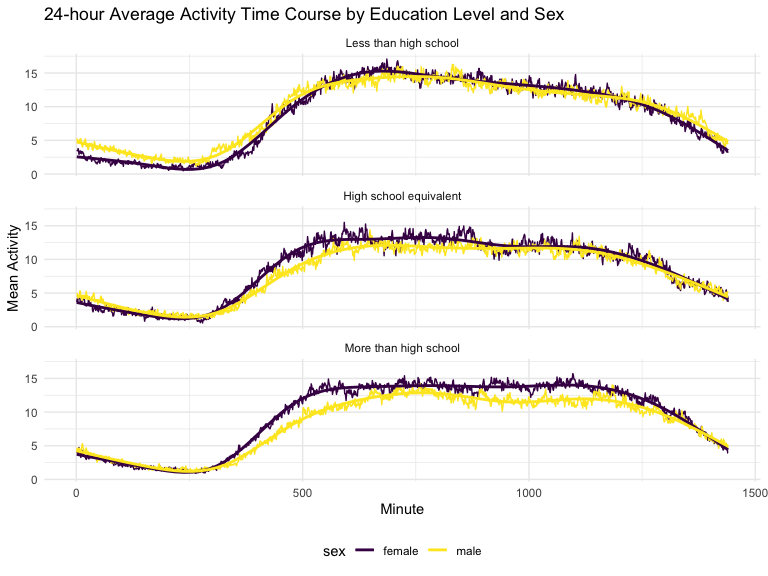 24-hour Average Activity Time Course by Education Level and Sex
Less than high school
15
10
5
0
High school equivalent
15
10
5
0
Mean Activity
More than high school
15
10
5
0
0 500 1000 1500
Minute
sex female male